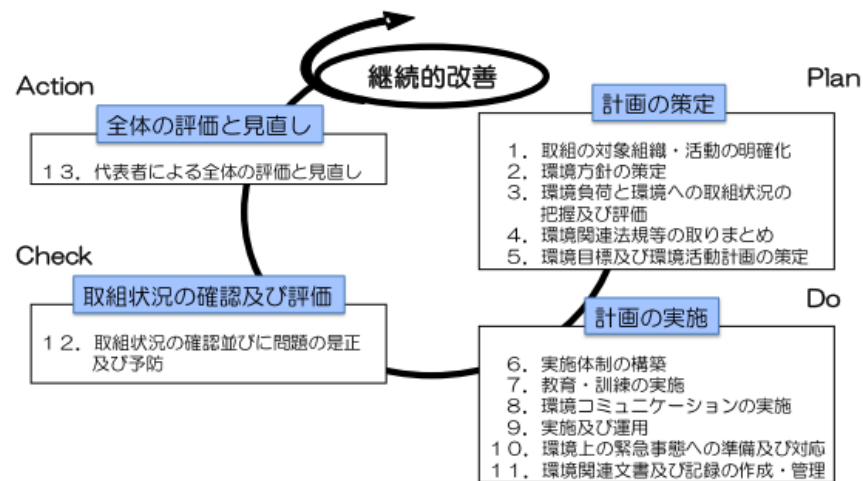 継続的改善
Plan
計画の策定
1．取組の対象組織・活動の明確化
2．環境方針の策定
3．環境負荷と環境への取組状況の
把握及び評価
4．環境関連法規等の取りまとめ
5．環境目標及び環境活動計画の策定
Do
計画の実施
6．実施体制の構築
7．教育・訓練の実施
8．環境コミュニケーションの実施
9．実施及び運用
10．環境上の緊急事態への準備及び対応
11．環境関連文書及び記録の作成・管理
Check
取組状況の確認及び評価
12．取組状況の確認並びに問題の是正
及び予防
Action
全体の評価と見直し
13．代表者による全体の評価と見直し